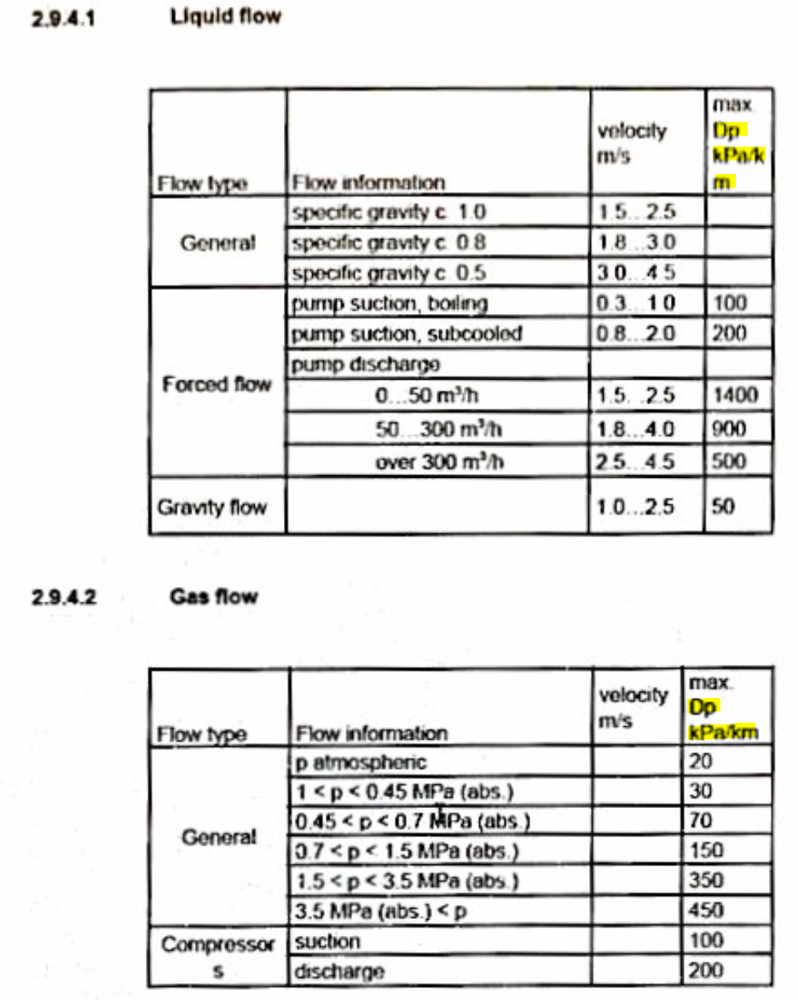 2.9.4.1 Liquid flow
Flow type Flow information velocity m/s max. Dp kPa/km
General specific gravity c. 1.0 1.5...2.5
specific gravity c. 0.8 1.8...3.0
specific gravity c. 0.5 3.0...4.5
Forced flow pump suction, boiling 0.3...1.0 100
pump suction, subcooled 0.8...2.0 200
pump discharge
0...50 m³/h 1.5...2.5 1400
50...300 m³/h 1.8...4.0 900
over 300 m³/h 2.5...4.5 500
Gravity flow 1.0...2.5 50
2.9.4.2 Gas flow
Flow type Flow information velocity m/s max. Dp kPa/km
General p atmospheric 20
1 < p < 0.45 MPa (abs.) 30
0.45 < p < 0.7 MPa (abs.) 70
0.7 < p < 1.5 MPa (abs.) 150
1.5 < p < 3.5 MPa (abs.) 350
3.5 MPa (abs.) < p 450
Compressors suction 100
discharge 200